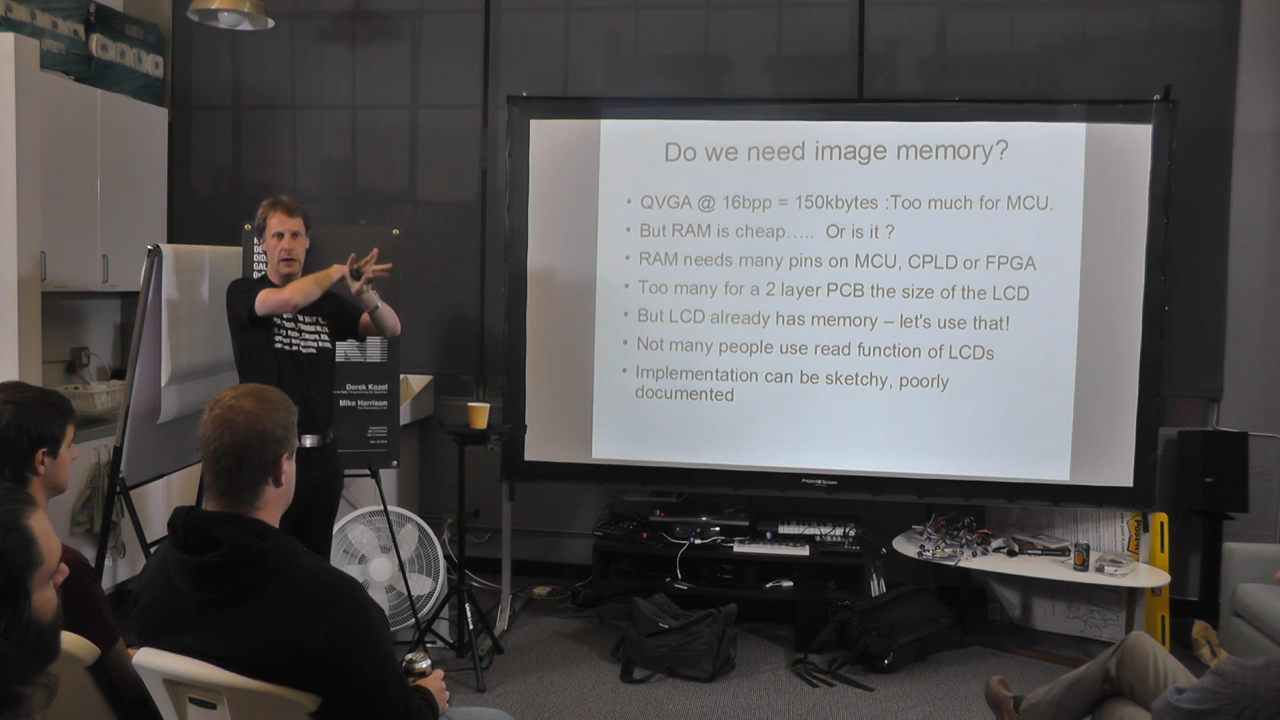 Do we need image memory?
• QVGA @ 16bpp = 150kbytes :Too much for MCU.
• But RAM is cheap..... Or is it ?
• RAM needs many pins on MCU, CPLD or FPGA
• Too many for a 2 layer PCB the size of the LCD
• But LCD already has memory – let's use that!
• Not many people use read function of LCDs
• Implementation can be sketchy, poorly
documented
Derek Kozel
Mike Harrison